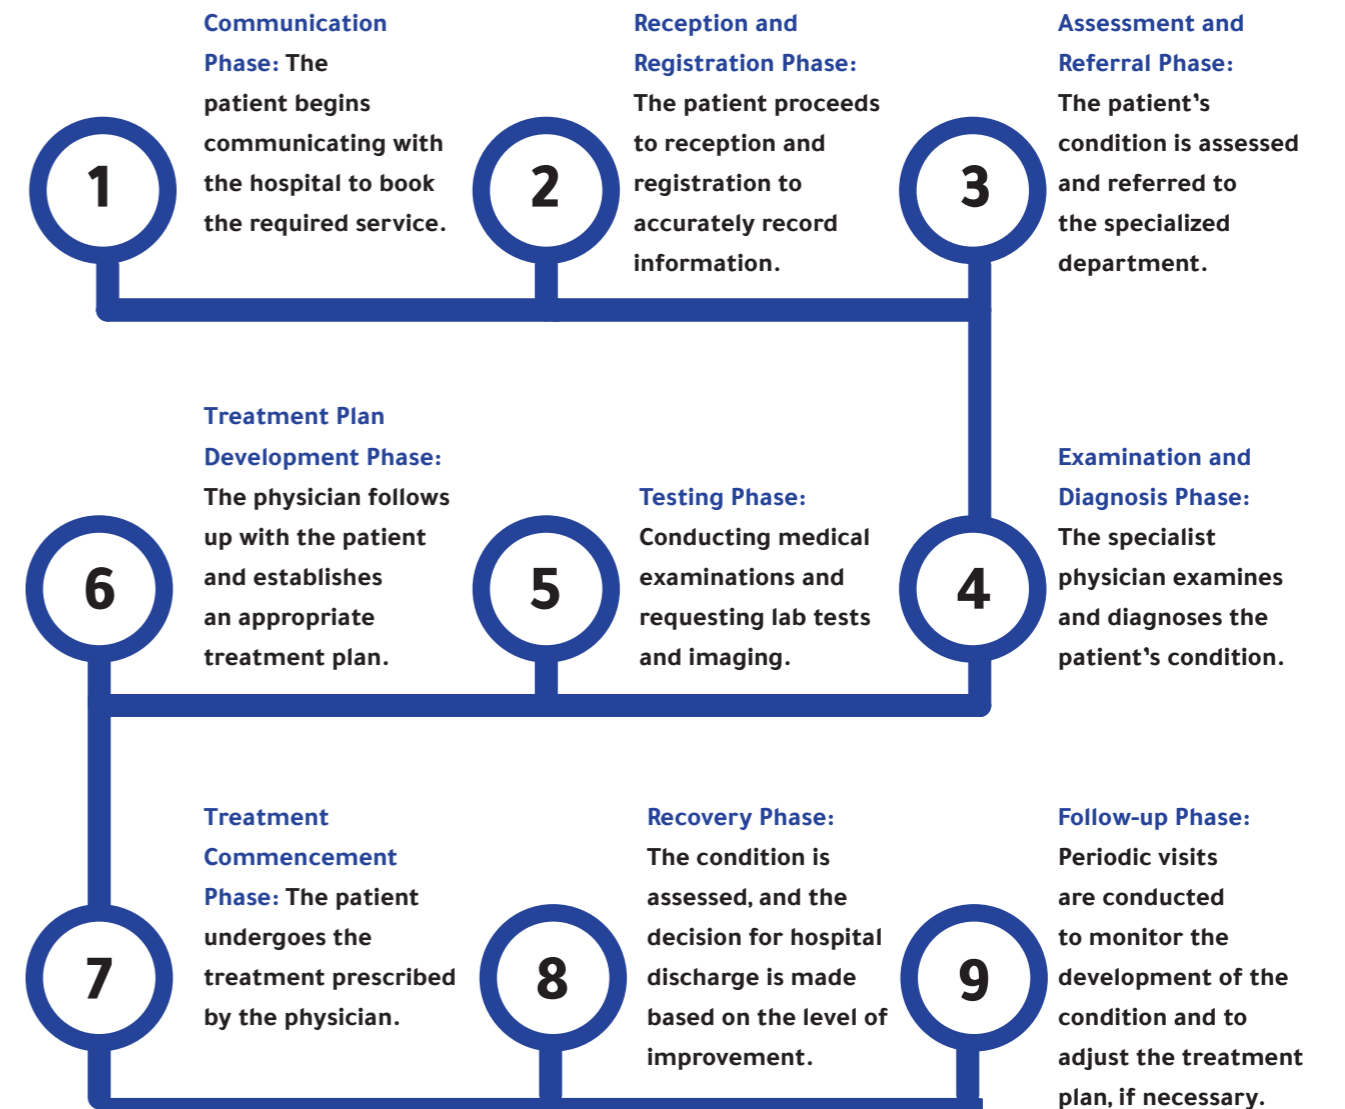 1
Communication
Phase: The
patient begins
communicating with
the hospital to book
the required service.
2
Reception and
Registration Phase:
The patient proceeds
to reception and
registration to
accurately record
information.
3
Assessment and
Referral Phase:
The patient’s
condition is assessed
and referred to
the specialized
department.
4
Examination and
Diagnosis Phase:
The specialist
physician examines
and diagnoses the
patient’s condition.
5
Testing Phase:
Conducting medical
examinations and
requesting lab tests
and imaging.
6
Treatment Plan
Development Phase:
The physician follows
up with the patient
and establishes
an appropriate
treatment plan.
7
Treatment
Commencement
Phase: The patient
undergoes the
treatment prescribed
by the physician.
8
Recovery Phase:
The condition is
assessed, and the
decision for hospital
discharge is made
based on the level of
improvement.
9
Follow-up Phase:
Periodic visits
are conducted
to monitor the
development of the
condition and to
adjust the treatment
plan, if necessary.